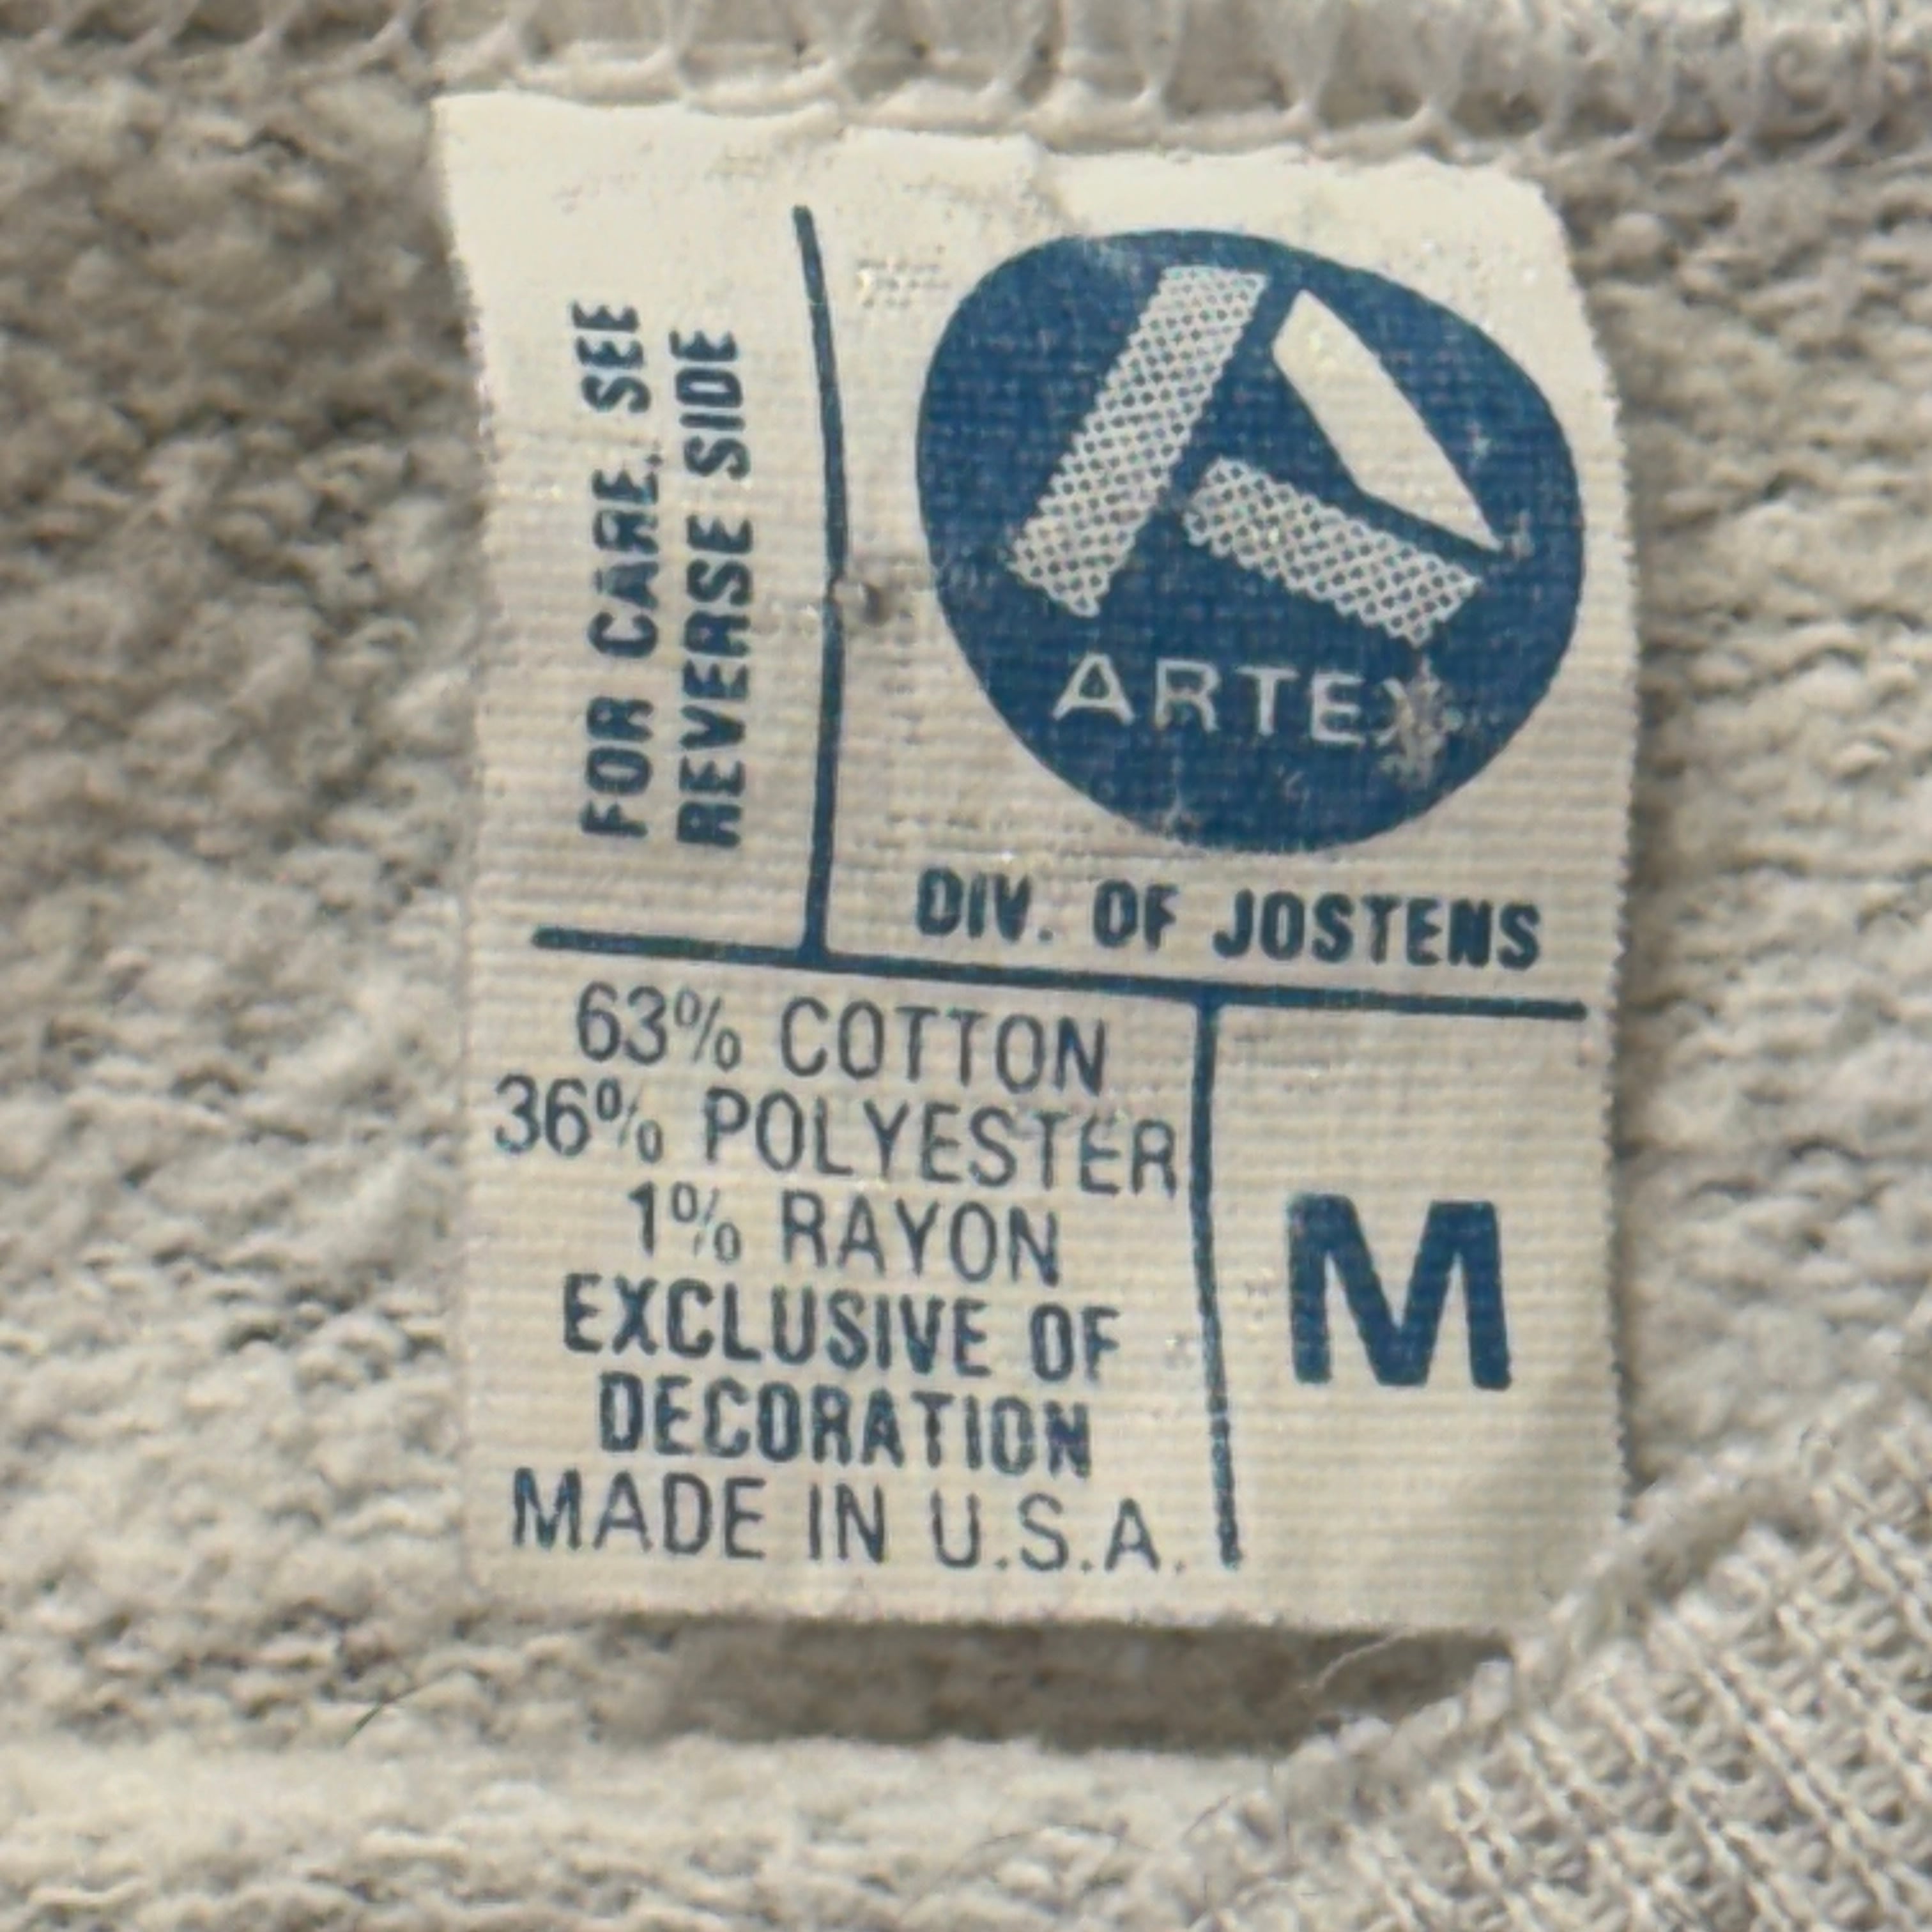 FOR CARE, SEE
REVERSE SIDE
ARTEX
DIV. OF JOSTENS
63% COTTON
36% POLYESTER
1% RAYON
EXCLUSIVE OF
DECORATION
MADE IN U.S.A.
M